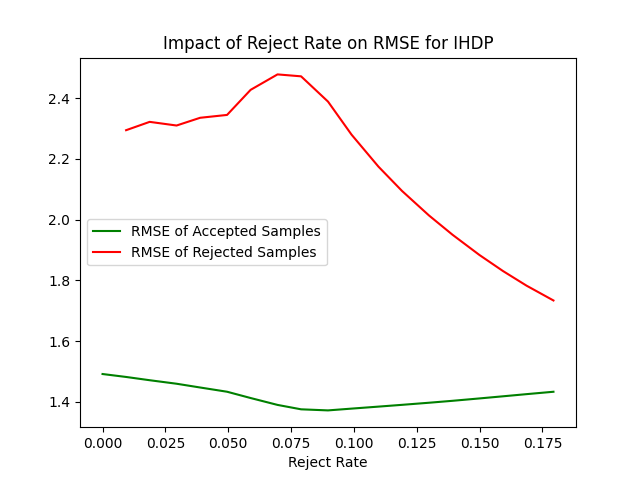 Impact of Reject Rate on RMSE for IHDP
2.4
2.2
2.0
1.8
1.6
1.4
RMSE of Accepted Samples
RMSE of Rejected Samples
0.000 0.025 0.050 0.075 0.100 0.125 0.150 0.175
Reject Rate